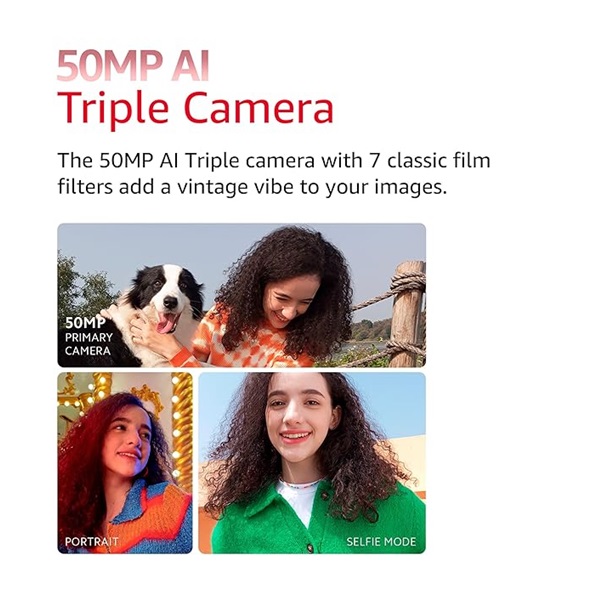 50MP AI
Triple Camera
The 50MP AI Triple camera with 7 classic film
filters add a vintage vibe to your images.
50MP
PRIMARY
CAMERA
PORTRAIT
SELFIE MODE